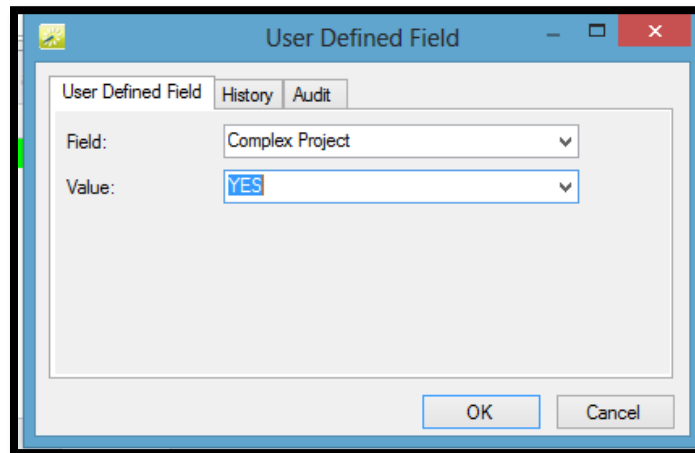 User Defined Field
User Defined Field History Audit
Field: Complex Project
Value: YES
OK Cancel